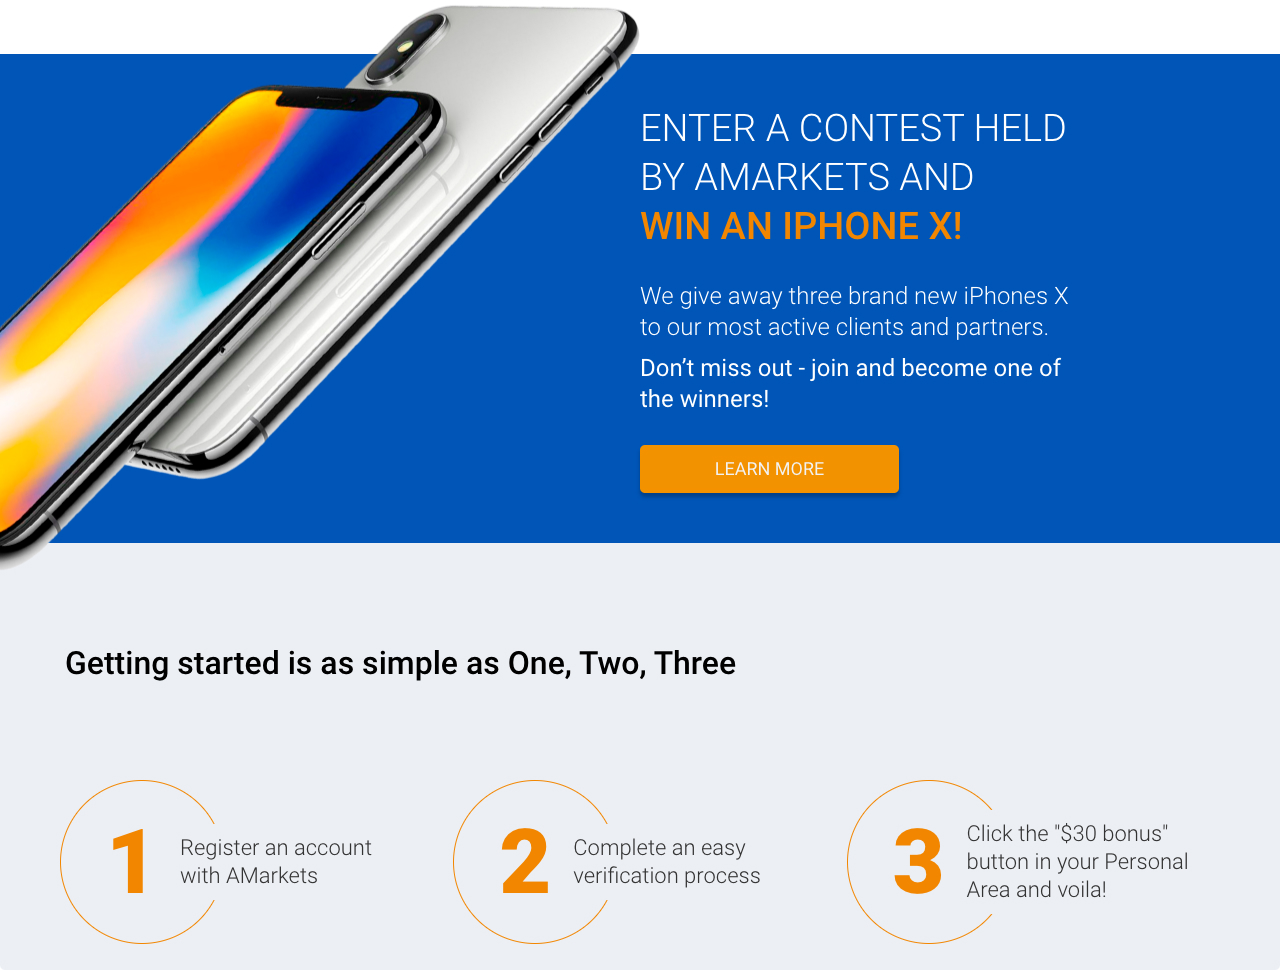 ENTER A CONTEST HELD
BY AMARKETS AND
WIN AN IPHONE X!
We give away three brand new iPhones X
to our most active clients and partners.
Don’t miss out - join and become one of
the winners!
LEARN MORE
Getting started is as simple as One, Two, Three
1
Register an account
with AMarkets
2
Complete an easy
verification process
3
Click the "$30 bonus"
button in your Personal
Area and voila!